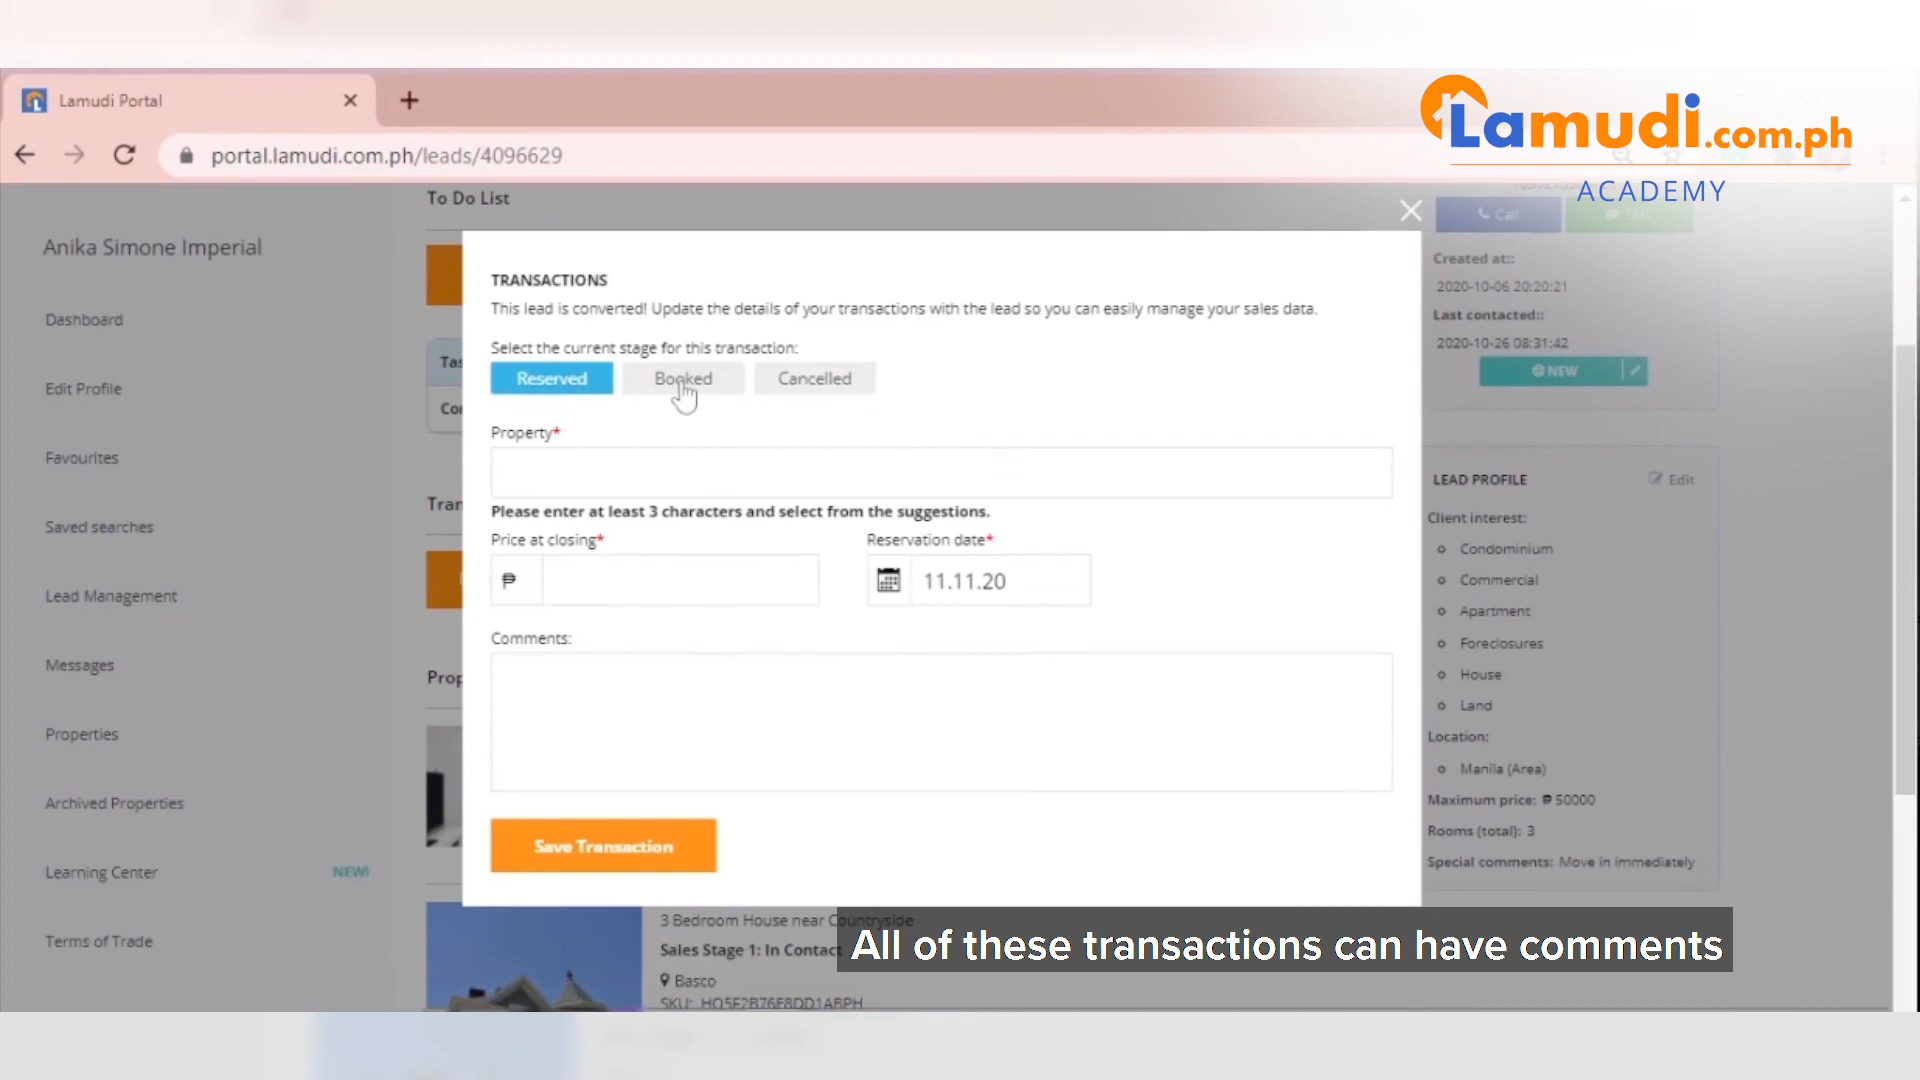 Lamudi Portal
Lamudi.com.ph
ACADEMY
portal.lamudi.com.ph/leads/4096629
To Do List
Anika Simone Imperial
Dashboard
Edit Profile
Favourites
Saved searches
Lead Management
Messages
Properties
Archived Properties
Learning Center NEW!
Terms of Trade
TRANSACTIONS
This lead is converted! Update the details of your transactions with the lead so you can easily manage your sales data.
Select the current stage for this transaction:
Reserved Booked Cancelled
Property*
Please enter at least 3 characters and select from the suggestions.
Price at closing* Reservation date*
₱ 11.11.20
Comments:
Save Transaction
Call SMS
Created at::
2020-10-06 20:20:21
Last contacted::
2020-10-26 08:31:42
NEW
LEAD PROFILE Edit
Client interest:
Condominium
Commercial
Apartment
Foreclosures
House
Land
Location:
Manila (Area)
Maximum price: ₱ 50000
Rooms (total): 3
Special comments: Move in immediately
3 Bedroom House near Countryside
Sales Stage 1: In Contact
Basco
SKU:
All of these transactions can have comments